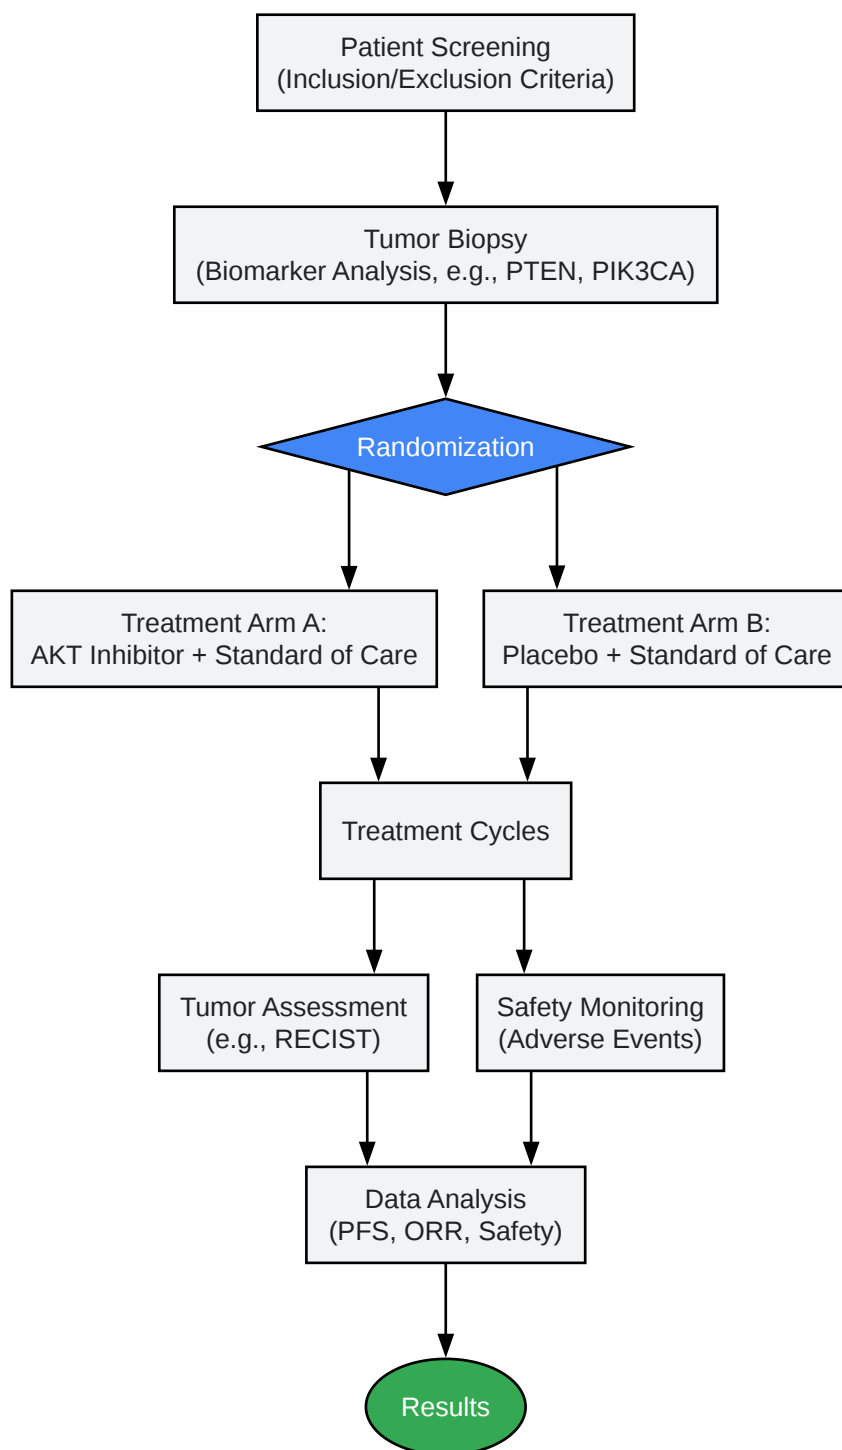 Patient Screening
(Inclusion/Exclusion Criteria)
Tumor Biopsy
(Biomarker Analysis, e.g., PTEN, PIK3CA)
Randomization
Treatment Arm A:
AKT Inhibitor + Standard of Care
Treatment Arm B:
Placebo + Standard of Care
Treatment Cycles
Tumor Assessment
(e.g., RECIST)
Safety Monitoring
(Adverse Events)
Data Analysis
(PFS, ORR, Safety)
Results